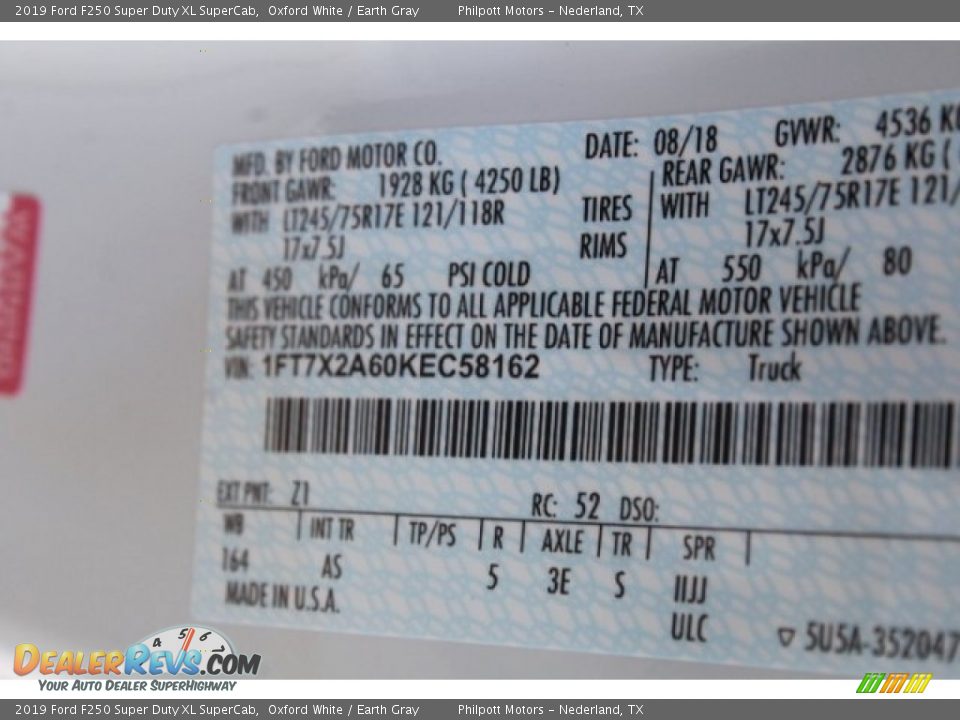 2019 Ford F250 Super Duty XL SuperCab, Oxford White / Earth Gray Philpott Motors - Nederland, TX
MFD. BY FORD MOTOR CO. DATE: 08/18 GVWR: 4536 KG
FRONT GAWR: 1928 KG ( 4250 LB) REAR GAWR: 2876 KG (
WITH LT245/75R17E 121/118R TIRES WITH LT245/75R17E 121/
17x7.5J RIMS 17x7.5J
AT 450 kPa/ 65 PSI COLD AT 550 kPa/ 80
THIS VEHICLE CONFORMS TO ALL APPLICABLE FEDERAL MOTOR VEHICLE
SAFETY STANDARDS IN EFFECT ON THE DATE OF MANUFACTURE SHOWN ABOVE.
VIN: 1FT7X2A60KEC58162 TYPE: Truck
EXT PNT: Z1 RC: 52 DSO:
WB INT TR TP/PS R AXLE TR SPR
164 AS 5 3E S IIJJ
MADE IN U.S.A. ULC 5U5A-352047
DEALERREVS.COM
YOUR AUTO DEALER SUPERHIGHWAY
2019 Ford F250 Super Duty XL SuperCab, Oxford White / Earth Gray Philpott Motors - Nederland, TX